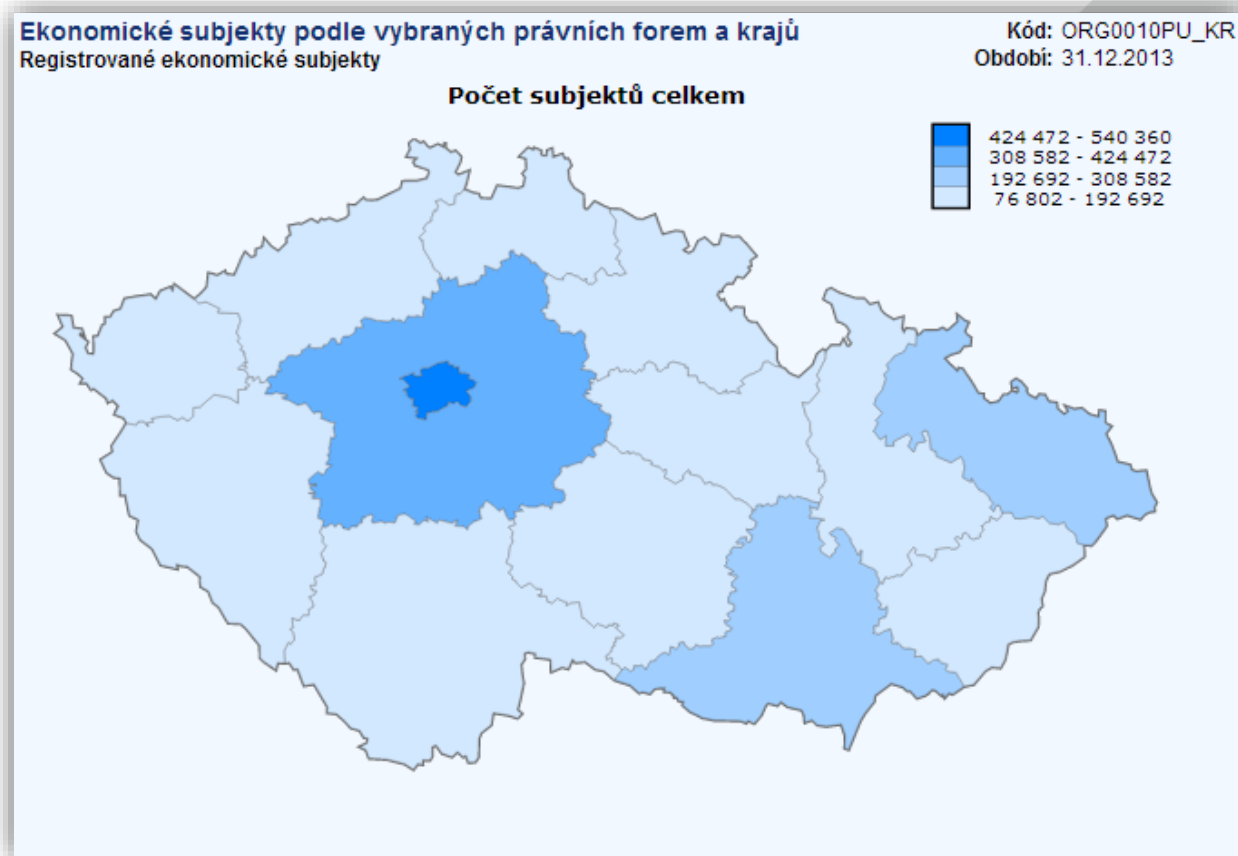 Ekonomické subjekty podle vybraných právních forem a krajů
Registrované ekonomické subjekty
Kód: ORG0010PU_KR
Období: 31.12.2013
Počet subjektů celkem
424 472 - 540 360
308 582 - 424 472
192 692 - 308 582
76 802 - 192 692